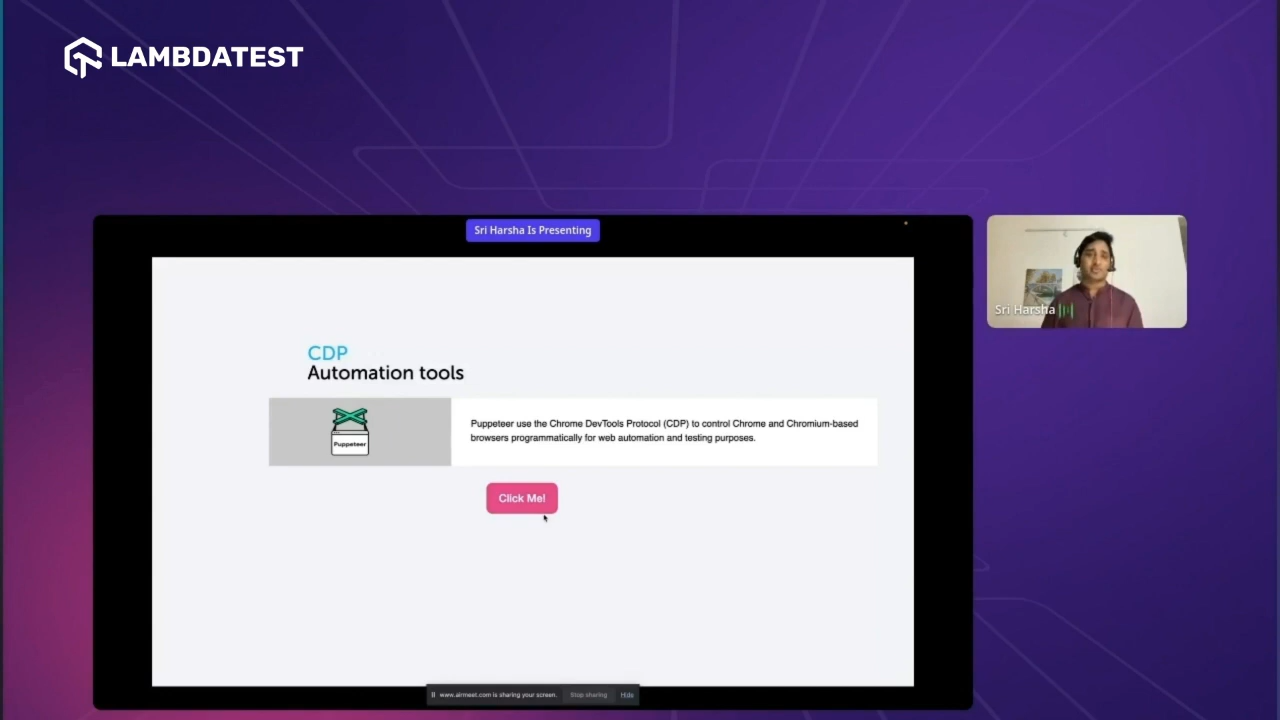 LAMBDATEST
Sri Harsha Is Presenting
Sri Harsha
CDP
Automation tools
Puppeteer
Puppeteer use the Chrome DevTools Protocol (CDP) to control Chrome and Chromium-based
browsers programmatically for web automation and testing purposes.
Click Me!
www.airmeet.com is sharing your screen.
Stop sharing
Hide